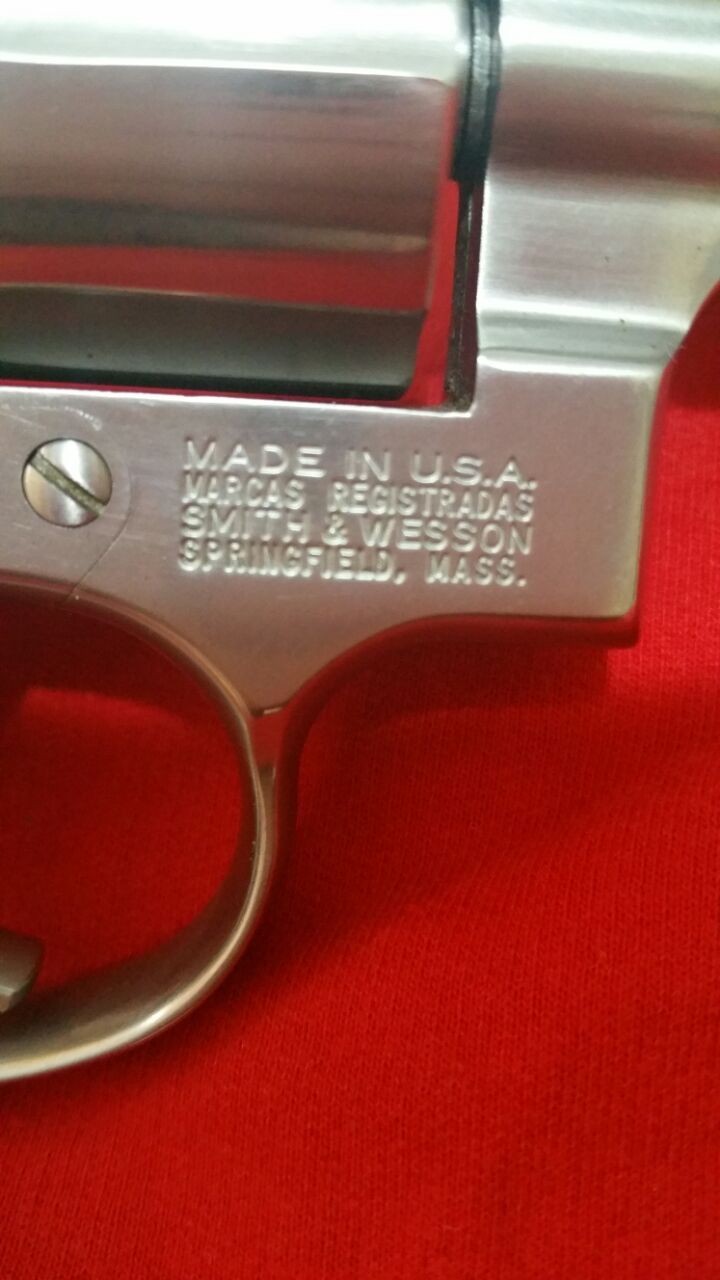 MADE IN U.S.A.
MARCAS REGISTRADAS
SMITH & WESSON
SPRINGFIELD, MASS.